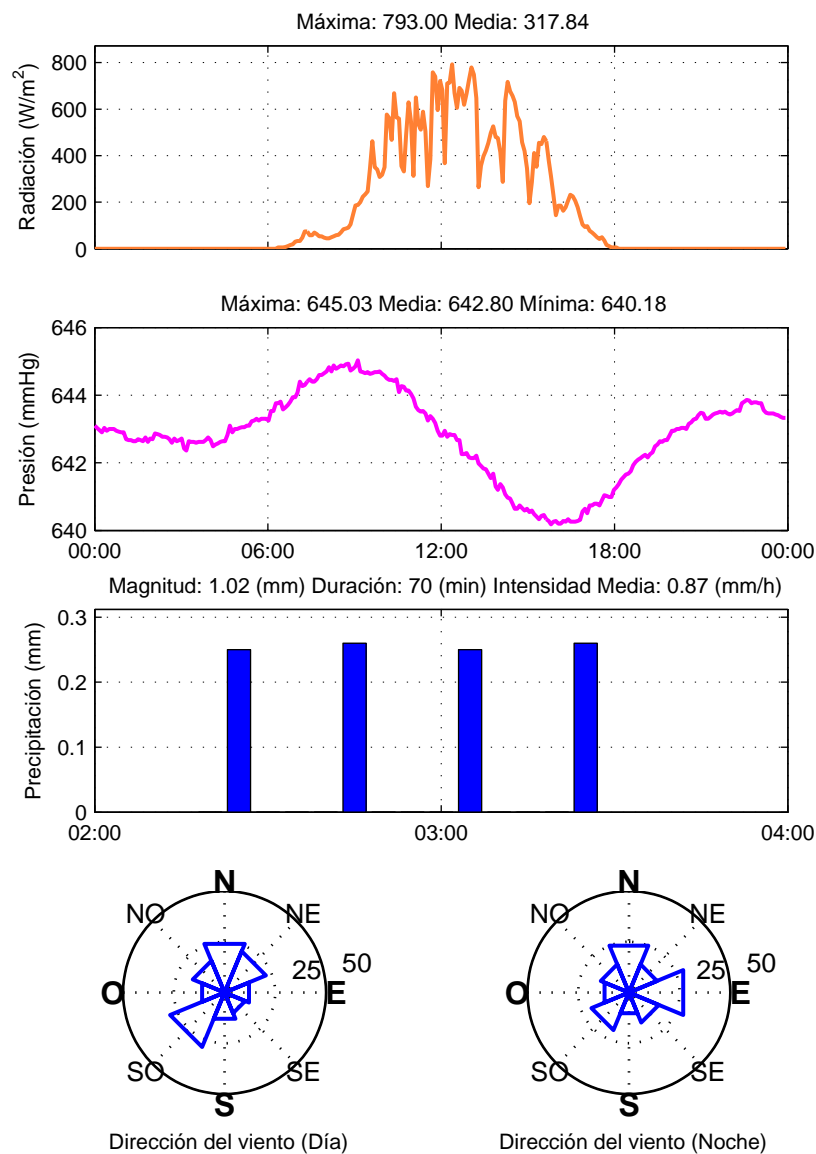 Máxima: 793.00 Media: 317.84
Radiación (W/m²)
800
600
400
200
0
Máxima: 645.03 Media: 642.80 Mínima: 640.18
Presión (mmHg)
646
644
642
640
00:00 06:00 12:00 18:00 00:00
Magnitud: 1.02 (mm) Duración: 70 (min) Intensidad Media: 0.87 (mm/h)
Precipitación (mm)
0.3
0.2
0.1
0
02:00 03:00 04:00
N
NO NE
25 50
O E
SO SE
S
Dirección del viento (Día)
N
NO NE
25 50
O E
SO SE
S
Dirección del viento (Noche)